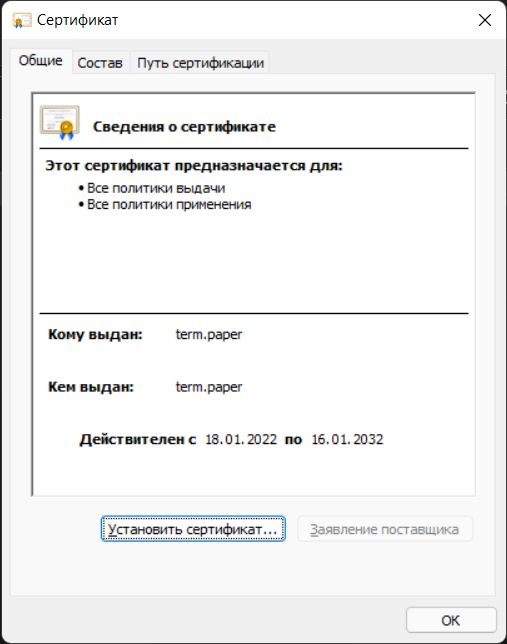 Сертификат
Общие Состав Путь сертификации
Сведения о сертификате
Этот сертификат предназначается для:
• Все политики выдачи
• Все политики применения
Кому выдан: term.paper
Кем выдан: term.paper
Действителен с 18.01.2022 по 16.01.2032
Установить сертификат... Заявление поставщика
ОК